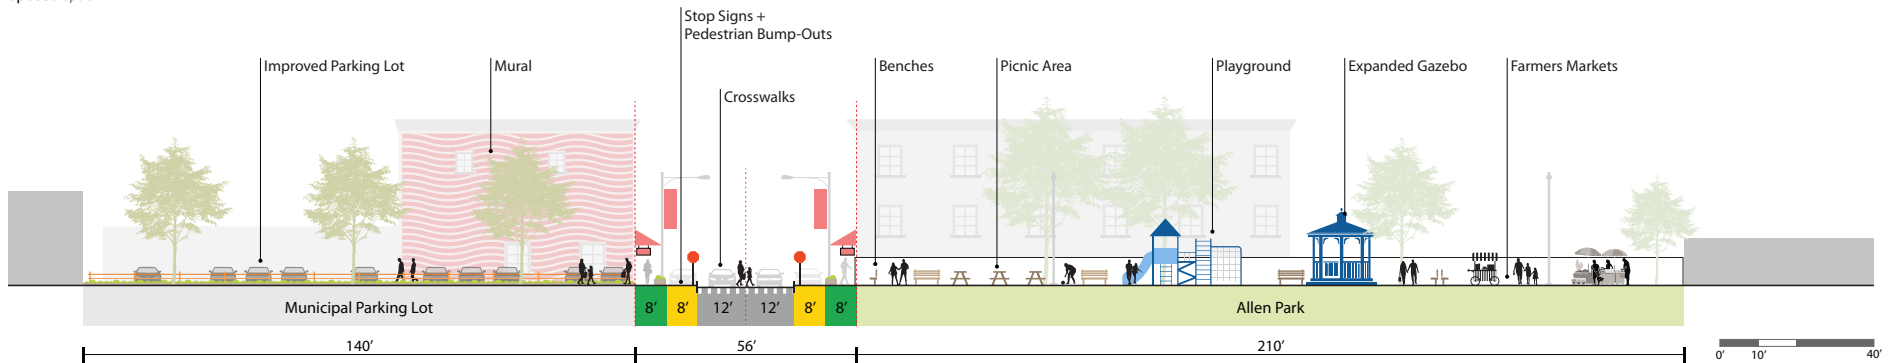 Stop Signs +
Pedestrian Bump-Outs
Improved Parking Lot
Mural
Crosswalks
Benches
Picnic Area
Playground
Expanded Gazebo
Farmers Markets
Municipal Parking Lot
8’
8’
12’
12’
8’
8’
Allen Park
140’
56’
210’
0’
10’
40’